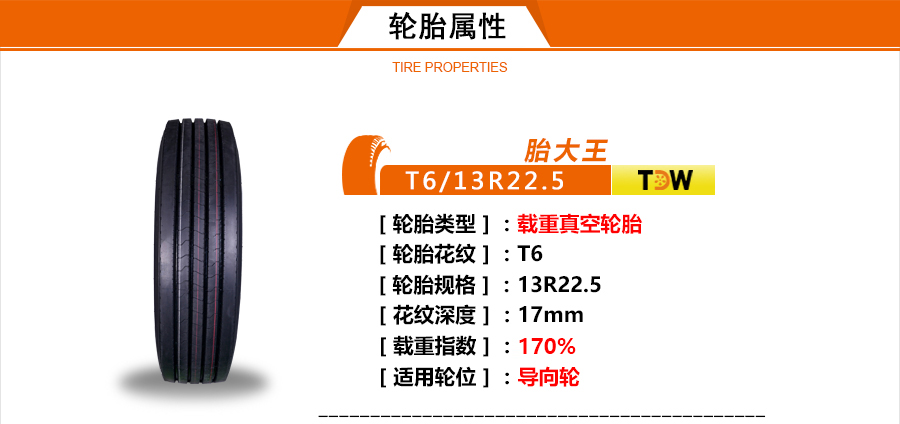 轮胎属性
TIRE PROPERTIES
胎大王
T6/13R22.5 TDW
[ 轮胎类型 ] ：载重真空轮胎
[ 轮胎花纹 ] ：T6
[ 轮胎规格 ] ：13R22.5
[ 花纹深度 ] ：17mm
[ 载重指数 ] ：170%
[ 适用轮位 ] ：导向轮